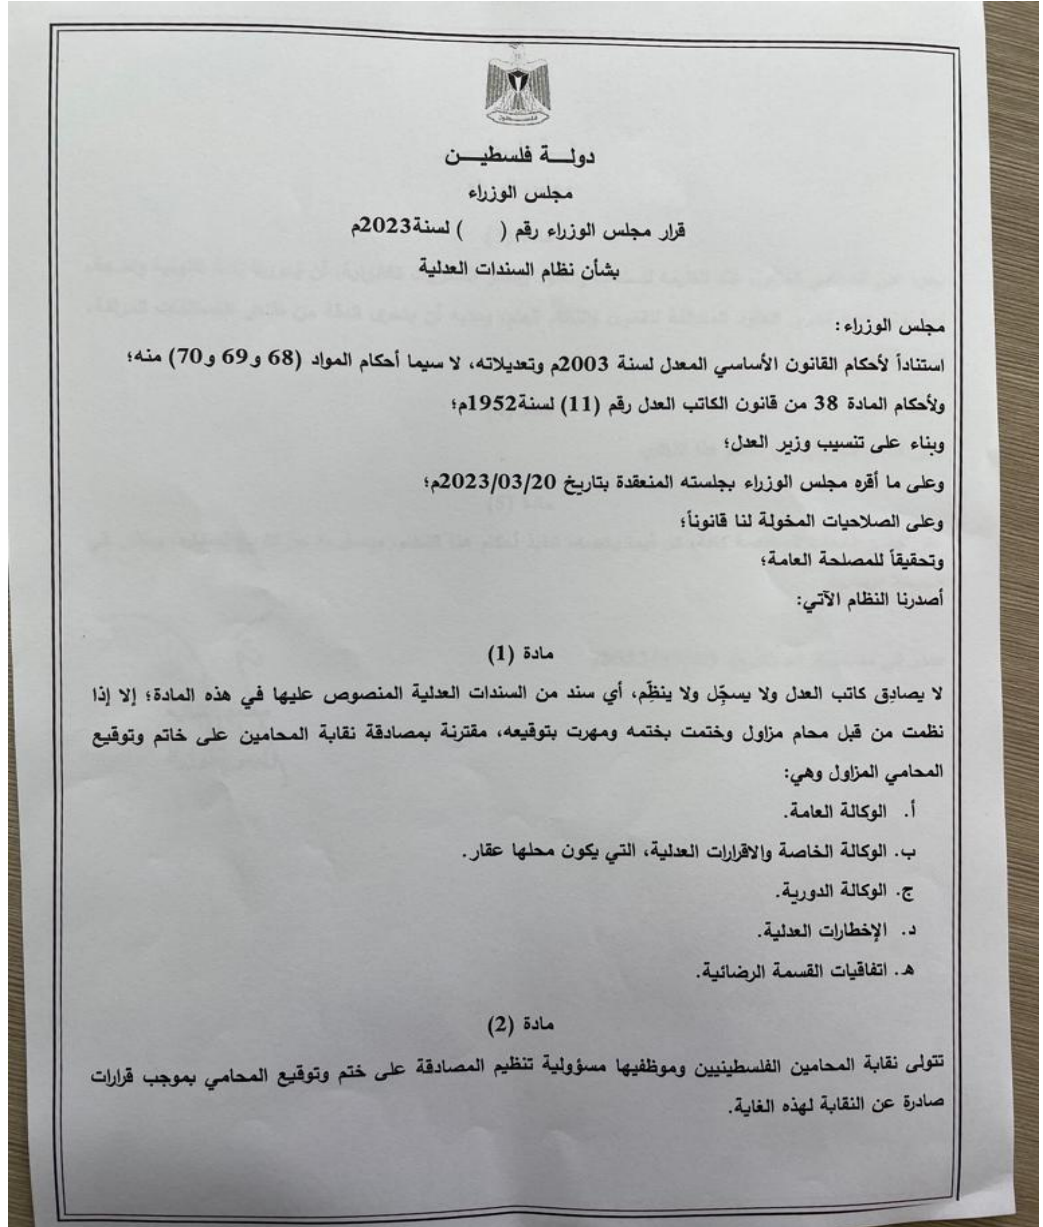 فلسطين
دولـــة فلسطيـــن
مجلس الوزراء
قرار مجلس الوزراء رقم (    ) لسنة2023م
بشأن نظام السندات العدلية
مجلس الوزراء:
استناداً لأحكام القانون الأساسي المعدل لسنة 2003م وتعديلاته، لا سيما أحكام المواد (68 و69 و70) منه؛
ولأحكام المادة 38 من قانون الكاتب العدل رقم (11) لسنة1952م؛
وبناء على تنسيب وزير العدل؛
وعلى ما أقره مجلس الوزراء بجلسته المنعقدة بتاريخ 2023/03/20م؛
وعلى الصلاحيات المخولة لنا قانوناً؛
وتحقيقاً للمصلحة العامة؛
أصدرنا النظام الآتي:
مادة (1)
لا يصادِق كاتب العدل ولا يسجِّل ولا ينظِّم، أي سند من السندات العدلية المنصوص عليها في هذه المادة؛ إلا إذا
نظمت من قبل محام مزاول وختمت بختمه ومهرت بتوقيعه، مقترنة بمصادقة نقابة المحامين على خاتم وتوقيع
المحامي المزاول وهي:
أ. الوكالة العامة.
ب. الوكالة الخاصة والاقرارات العدلية، التي يكون محلها عقار.
ج. الوكالة الدورية.
د. الإخطارات العدلية.
هـ. اتفاقيات القسمة الرضائية.
مادة (2)
تتولى نقابة المحامين الفلسطينيين وموظفيها مسؤولية تنظيم المصادقة على ختم وتوقيع المحامي بموجب قرارات
صادرة عن النقابة لهذه الغاية.